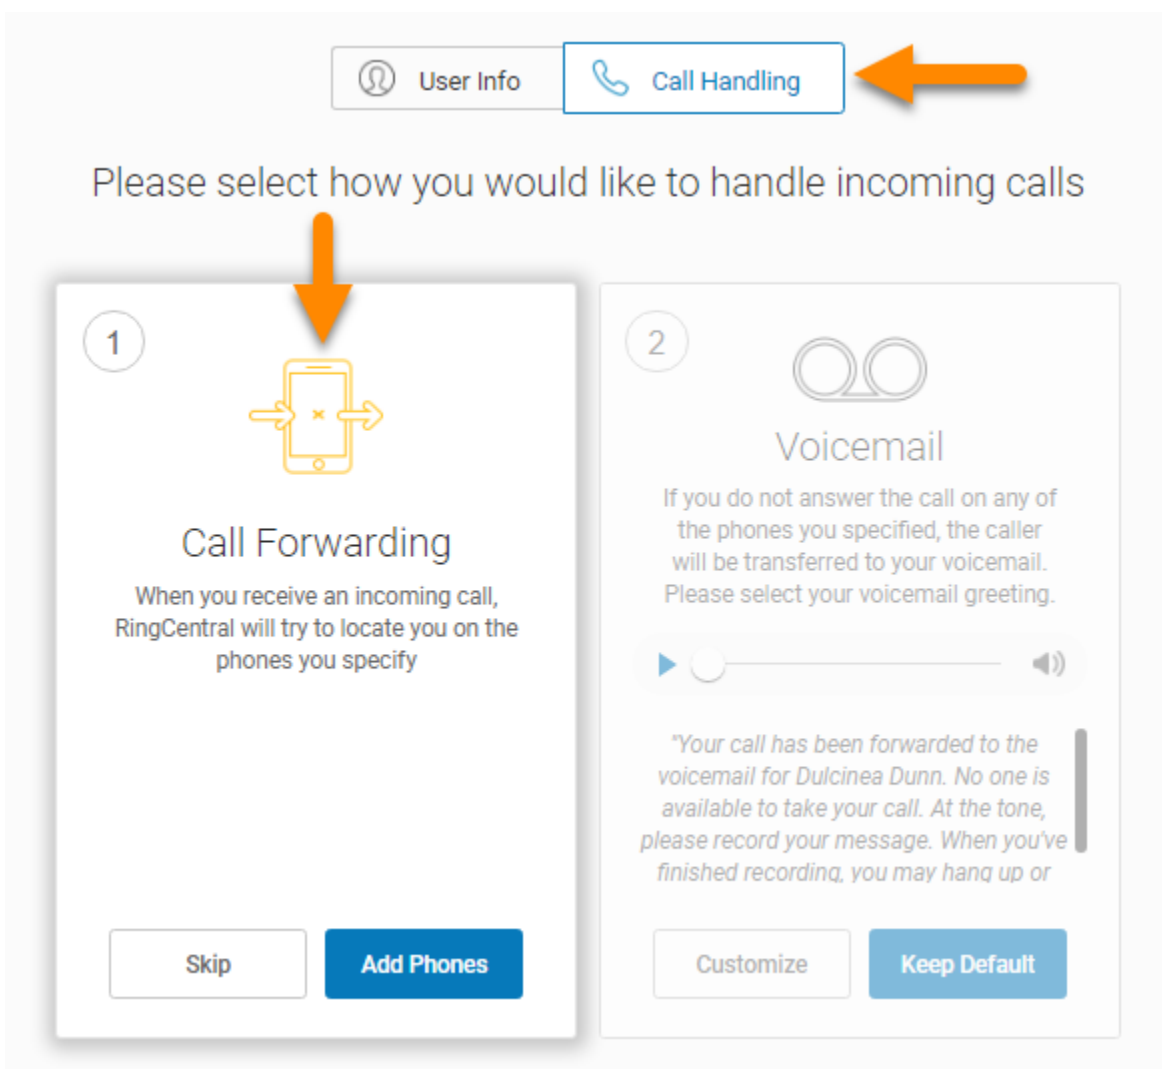 User Info
Call Handling
Please select how you would like to handle incoming calls
1
Call Forwarding
When you receive an incoming call,
RingCentral will try to locate you on the
phones you specify
Skip
Add Phones
2
Voicemail
If you do not answer the call on any of
the phones you specified, the caller
will be transferred to your voicemail.
Please select your voicemail greeting.
"Your call has been forwarded to the
voicemail for Dulcinea Dunn. No one is
available to take your call. At the tone,
please record your message. When you've
finished recording, you may hang up or
Customize
Keep Default